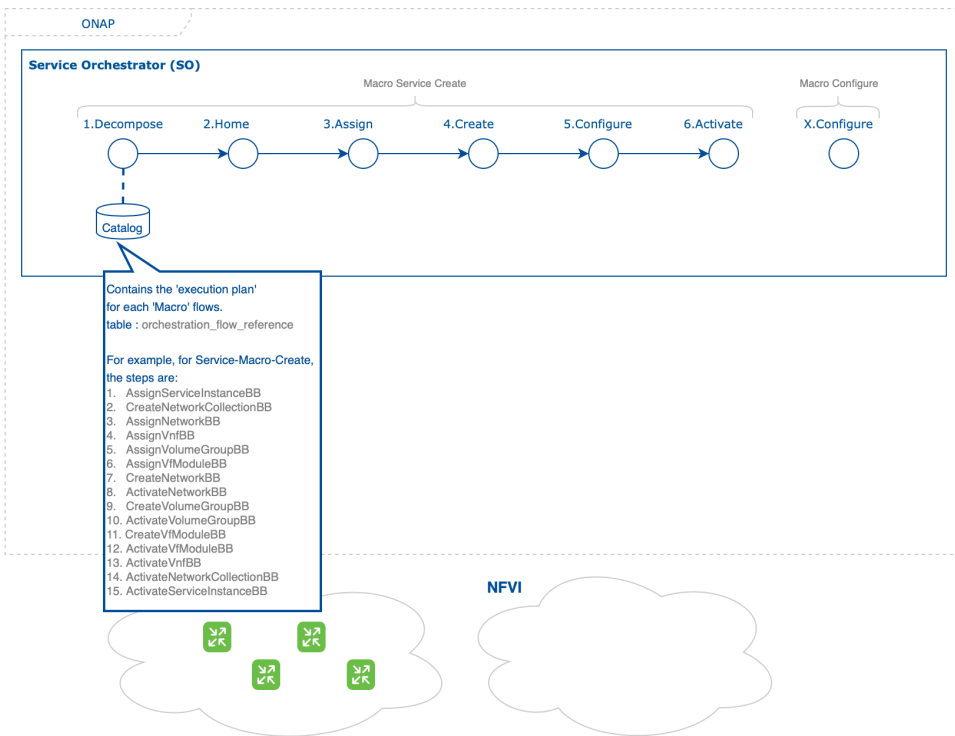 ONAP
Service Orchestrator (SO)
Macro Service Create
Macro Configure
1.Decompose
2.Home
3.Assign
4.Create
5.Configure
6.Activate
X.Configure
Catalog
Contains the 'execution plan'
for each 'Macro' flows.
table : orchestration_flow_reference
For example, for Service-Macro-Create,
the steps are:
1. AssignServiceInstanceBB
2. CreateNetworkCollectionBB
3. AssignNetworkBB
4. AssignVnfBB
5. AssignVolumeGroupBB
6. AssignVfModuleBB
7. CreateNetworkBB
8. ActivateNetworkBB
9. CreateVolumeGroupBB
10. ActivateVolumeGroupBB
11. CreateVfModuleBB
12. ActivateVfModuleBB
13. ActivateVnfBB
14. ActivateNetworkCollectionBB
15. ActivateServiceInstanceBB
NFVI